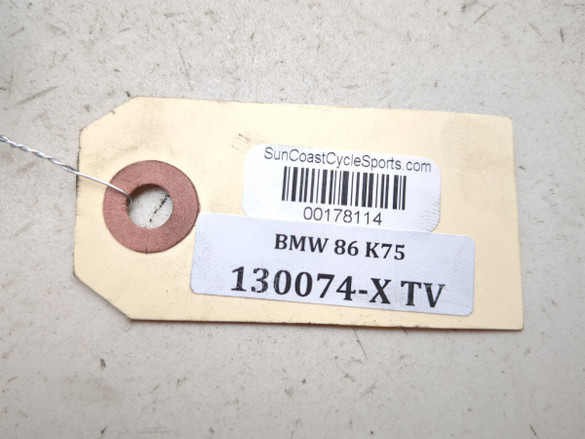 SunCoastCycleSports.com
00178114
BMW 86 K75
130074-X TV